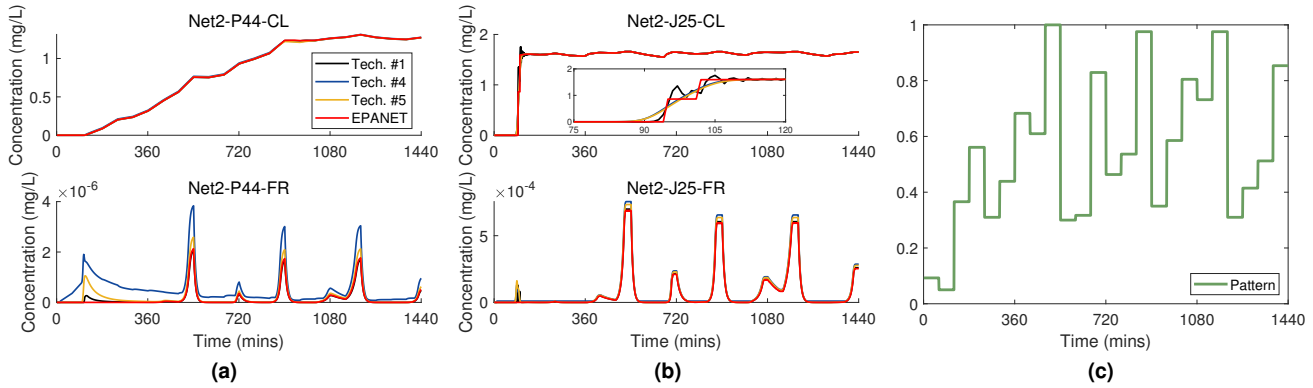 Net2-P44-CL
Concentration (mg/L)
1
0.5
0
Tech. #1
Tech. #4
Tech. #5
EPANET
0 360 720 1080 1440
Net2-P44-FR
×10⁻⁶
Concentration (mg/L)
4
2
0
0 360 720 1080 1440
Time (mins)
(a)
Net2-J25-CL
Concentration (mg/L)
2
1
0
2
1
0
75 90 105 120
0 360 720 1080 1440
Net2-J25-FR
×10⁻⁴
Concentration (mg/L)
5
0
0 360 720 1080 1440
Time (mins)
(b)
1
0.8
0.6
0.4
0.2
0
Pattern
0 360 720 1080 1440
Time (mins)
(c)